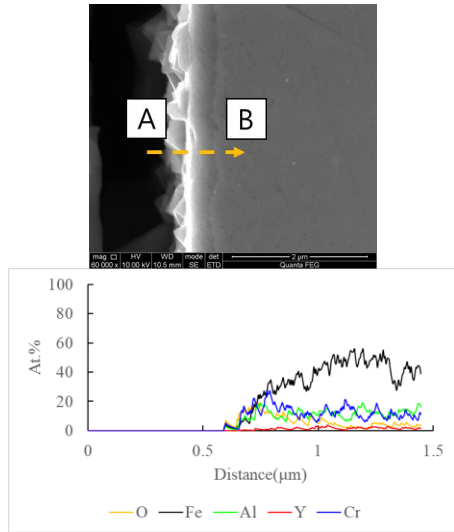 A
B
mag □ HV WD mode det
60 000 x 10.00 kV 10.5 mm SE ETD
2 µm
Quanta FEG
100
80
60
40
20
0
At.%
0 0.5 1 1.5
Distance(µm)
O Fe Al Y Cr